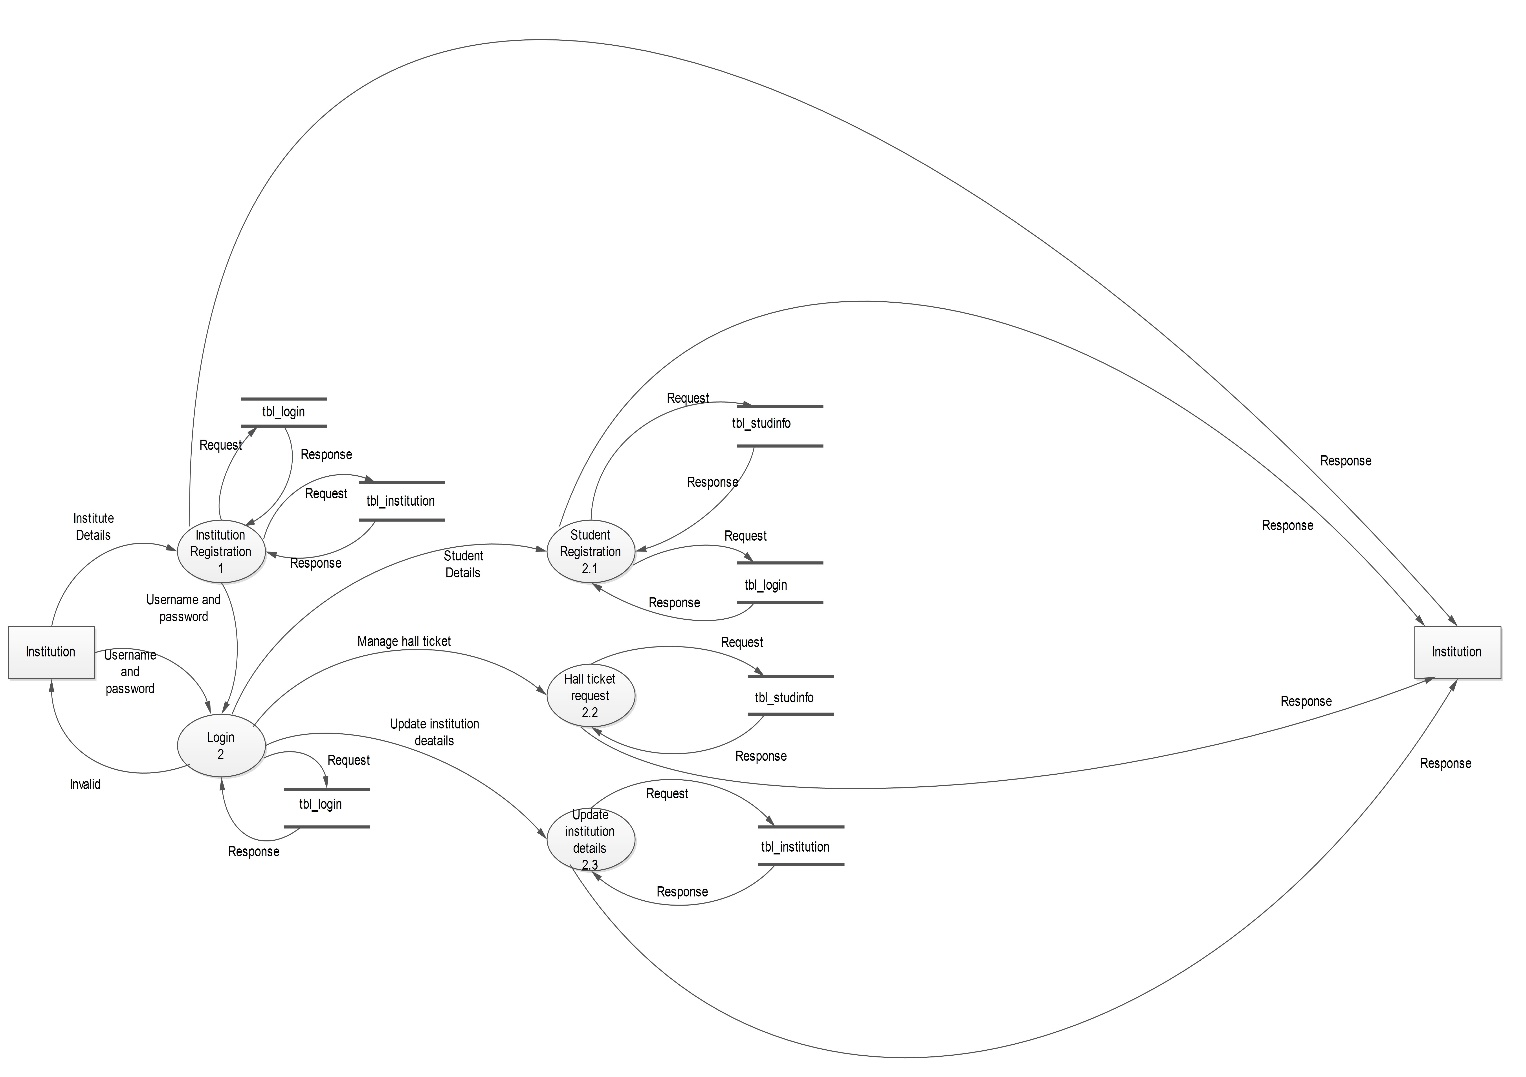 Response
tbl_login
Request
Response
Request
tbl_institution
Response
Institute
Details
Institution
Registration
1
Username and
password
Institution
Username
and
password
Invalid
Login
2
Request
tbl_login
Response
Student
Details
Manage hall ticket
Update institution
deatails
Request
tbl_studinfo
Response
Student
Registration
2.1
Request
tbl_login
Response
Hall ticket
request
2.2
Request
tbl_studinfo
Response
Update
institution
details
2.3
Request
tbl_institution
Response
Response
Institution
Response
Response